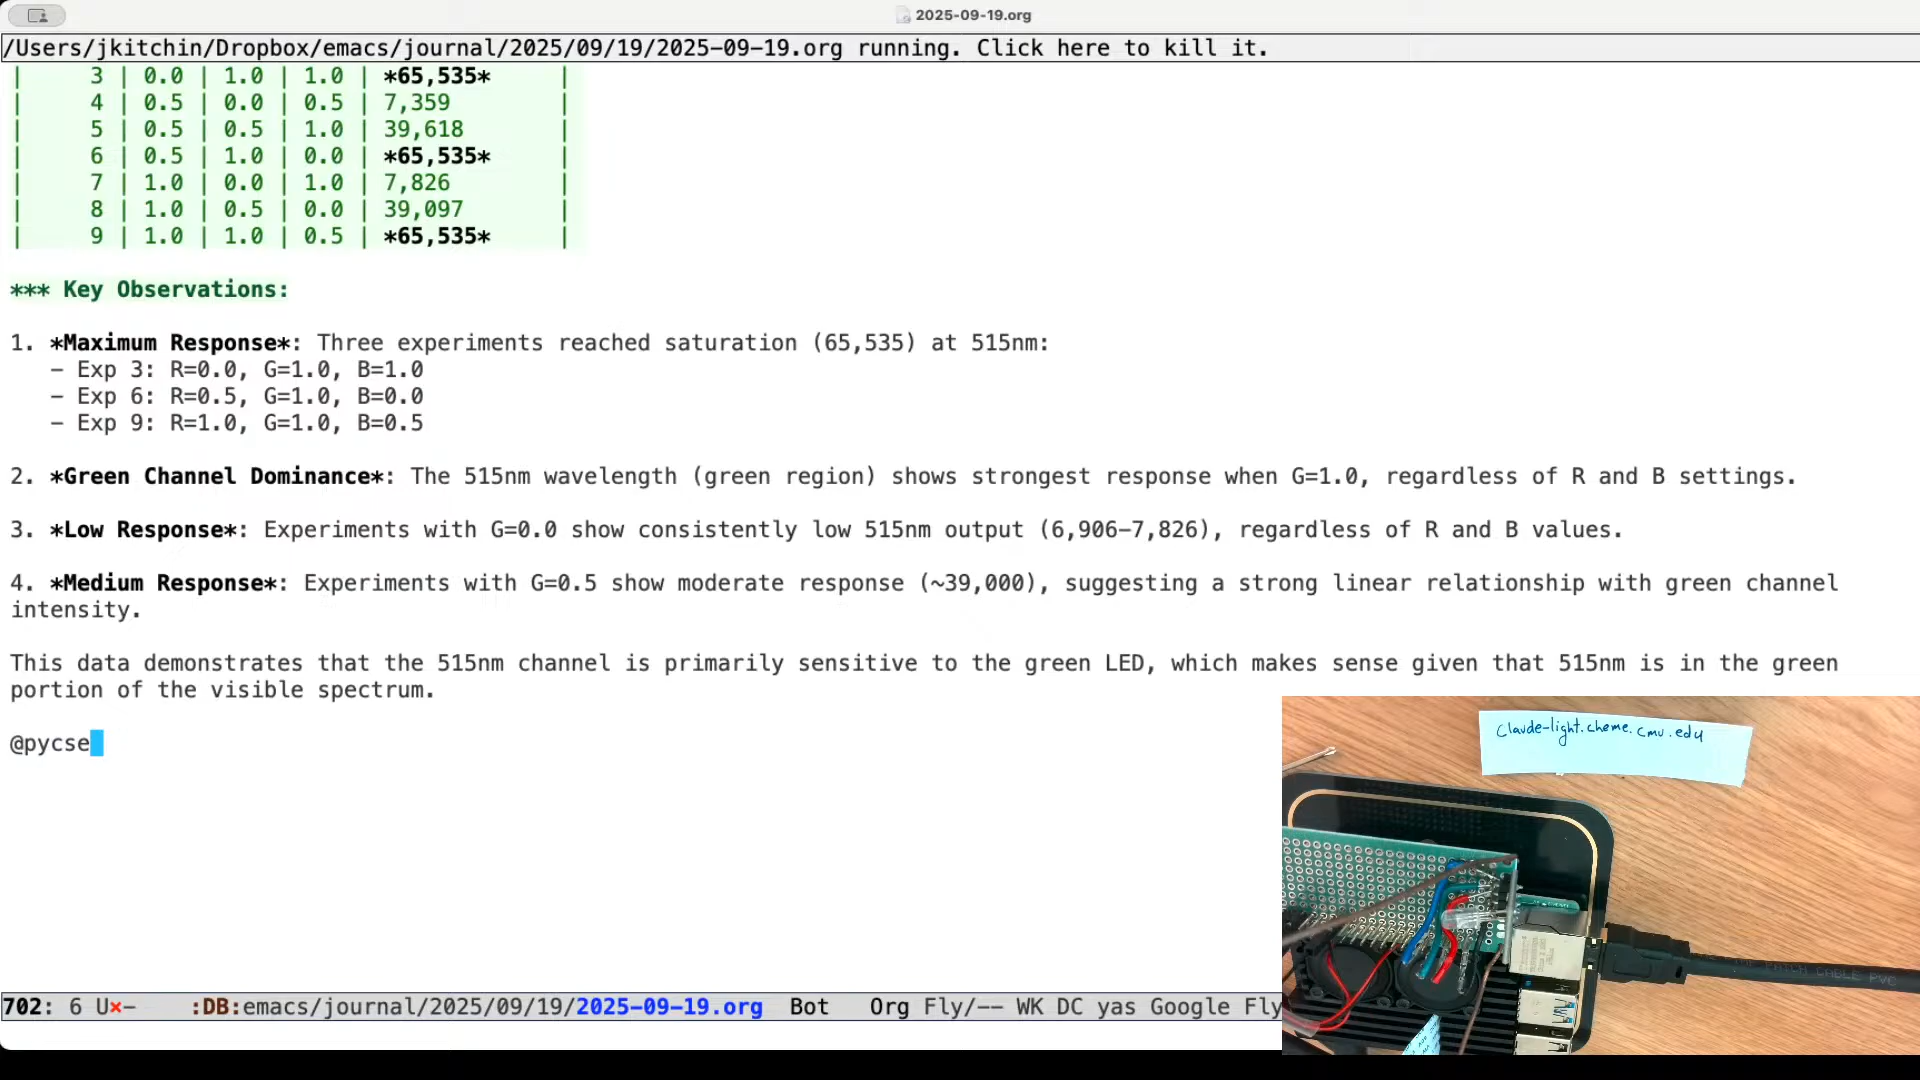 2025-09-19.org
/Users/jkitchin/Dropbox/emacs/journal/2025/09/19/2025-09-19.org running. Click here to kill it.
| 3 | 0.0 | 1.0 | 1.0 | *65,535* |
| 4 | 0.5 | 0.0 | 0.5 | 7,359 |
| 5 | 0.5 | 0.5 | 1.0 | 39,618 |
| 6 | 0.5 | 1.0 | 0.0 | *65,535* |
| 7 | 1.0 | 0.0 | 1.0 | 7,826 |
| 8 | 1.0 | 0.5 | 0.0 | 39,097 |
| 9 | 1.0 | 1.0 | 0.5 | *65,535* |
*** Key Observations:
1. *Maximum Response*: Three experiments reached saturation (65,535) at 515nm:
− Exp 3: R=0.0, G=1.0, B=1.0
− Exp 6: R=0.5, G=1.0, B=0.0
− Exp 9: R=1.0, G=1.0, B=0.5
2. *Green Channel Dominance*: The 515nm wavelength (green region) shows strongest response when G=1.0, regardless of R and B settings.
3. *Low Response*: Experiments with G=0.0 show consistently low 515nm output (6,906−7,826), regardless of R and B values.
4. *Medium Response*: Experiments with G=0.5 show moderate response (~39,000), suggesting a strong linear relationship with green channel
intensity.
This data demonstrates that the 515nm channel is primarily sensitive to the green LED, which makes sense given that 515nm is in the green
portion of the visible spectrum.
@pycse
Claude-light.cheme.cmu.edu
702: 6 U×− :DB:emacs/journal/2025/09/19/2025-09-19.org Bot Org Fly/−− WK DC yas Google Fly